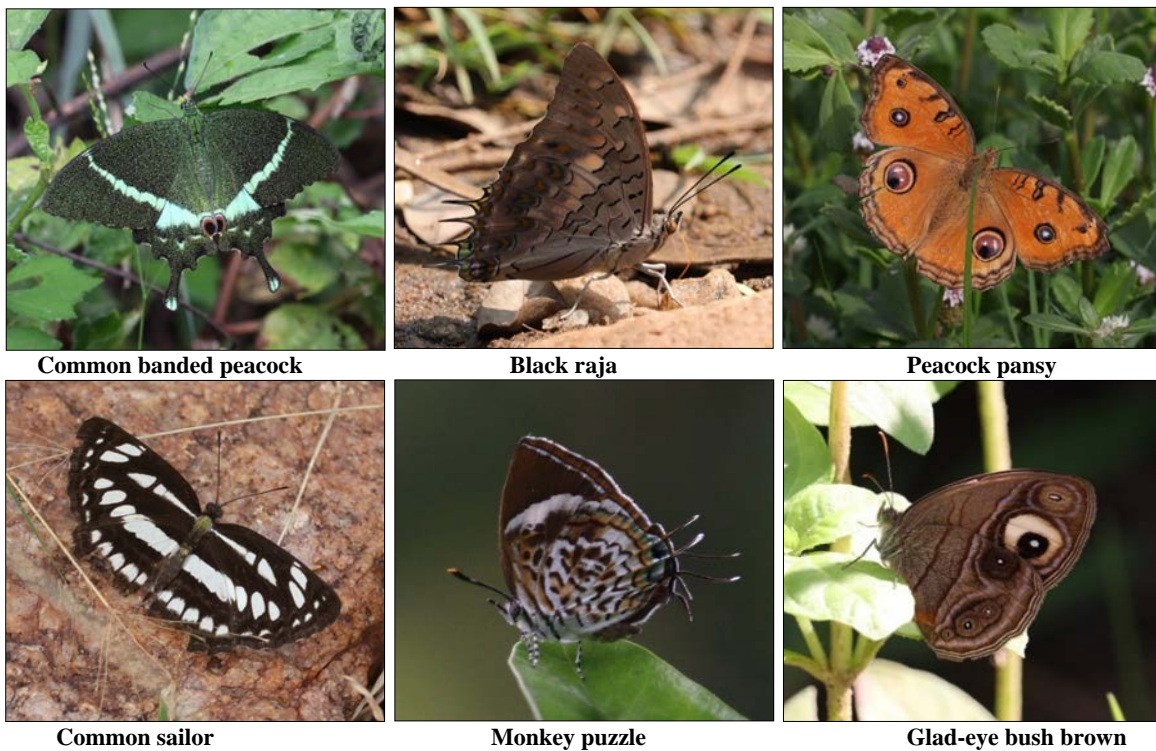 Common banded peacock
Black raja
Peacock pansy
Common sailor
Monkey puzzle
Glad-eye bush brown